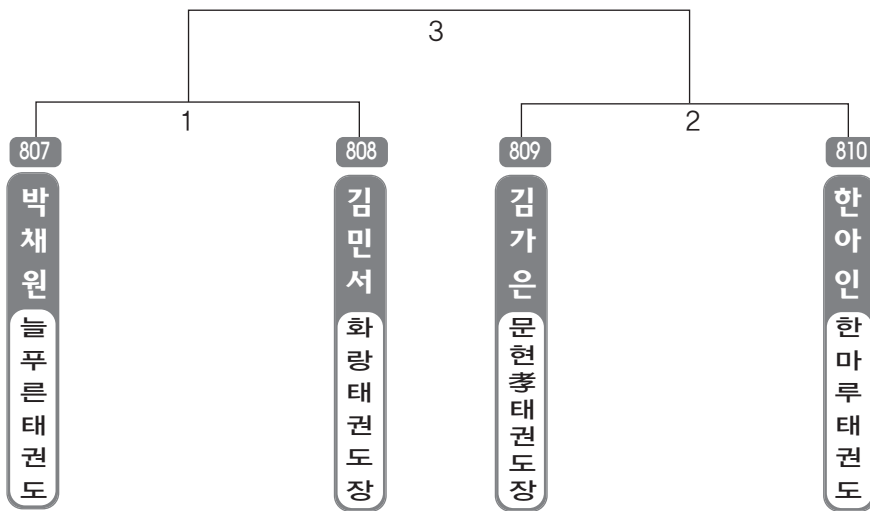 3
1
2
807
808
809
810
박채원
김민서
김가은
한아인
늘푸른태권도
화랑태권도장
문현孝태권도장
한마루태권도